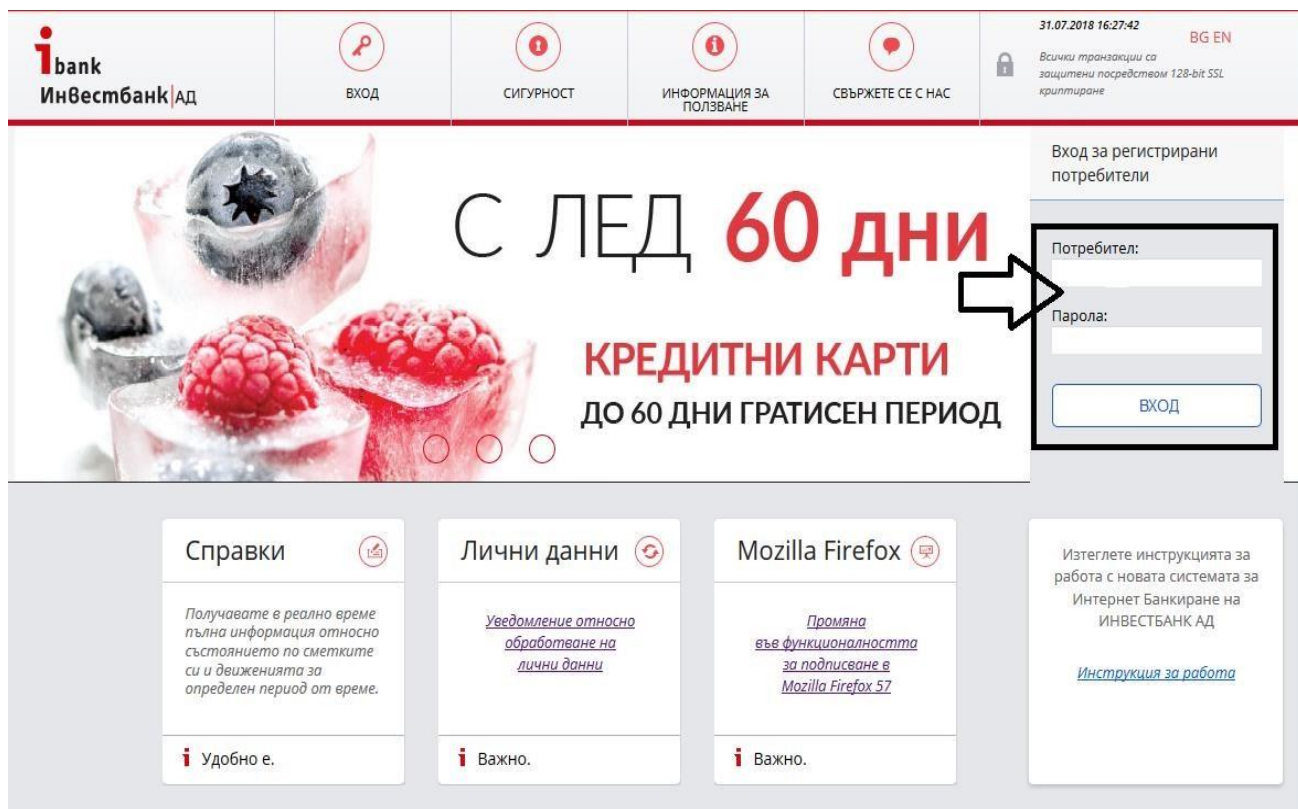 ibank
Инвестбанк|АД
ВХОД
СИГУРНОСТ
ИНФОРМАЦИЯ ЗА
ПОЛЗВАНЕ
СВЪРЖЕТЕ СЕ С НАС
31.07.2018 16:27:42
BG EN
Всички транзакции са
защитени посредством 128-bit SSL
криптиране
С ЛЕД 60 дни
КРЕДИТНИ КАРТИ
ДО 60 ДНИ ГРАТИСЕН ПЕРИОД
Вход за регистрирани
потребители
Потребител:
Парола:
ВХОД
Справки
Получавате в реално време
пълна информация относно
състоянието по сметките
си и движенията за
определен период от време.
i Удобно е.
Лични данни
Уведомление относно
обработване на
лични данни
i Важно.
Mozilla Firefox
Промяна
във функционалността
за подписване в
Mozilla Firefox 57
i Важно.
Изтеглете инструкцията за
работа с новата системата за
Интернет Банкиране на
ИНВЕСТБАНК АД
Инструкция за работа